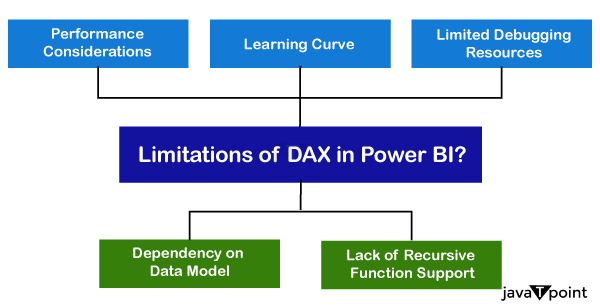 Performance
Considerations
Learning Curve
Limited Debugging
Resources
Limitations of DAX in Power BI?
Dependency on
Data Model
Lack of Recursive
Function Support
javaTpoint